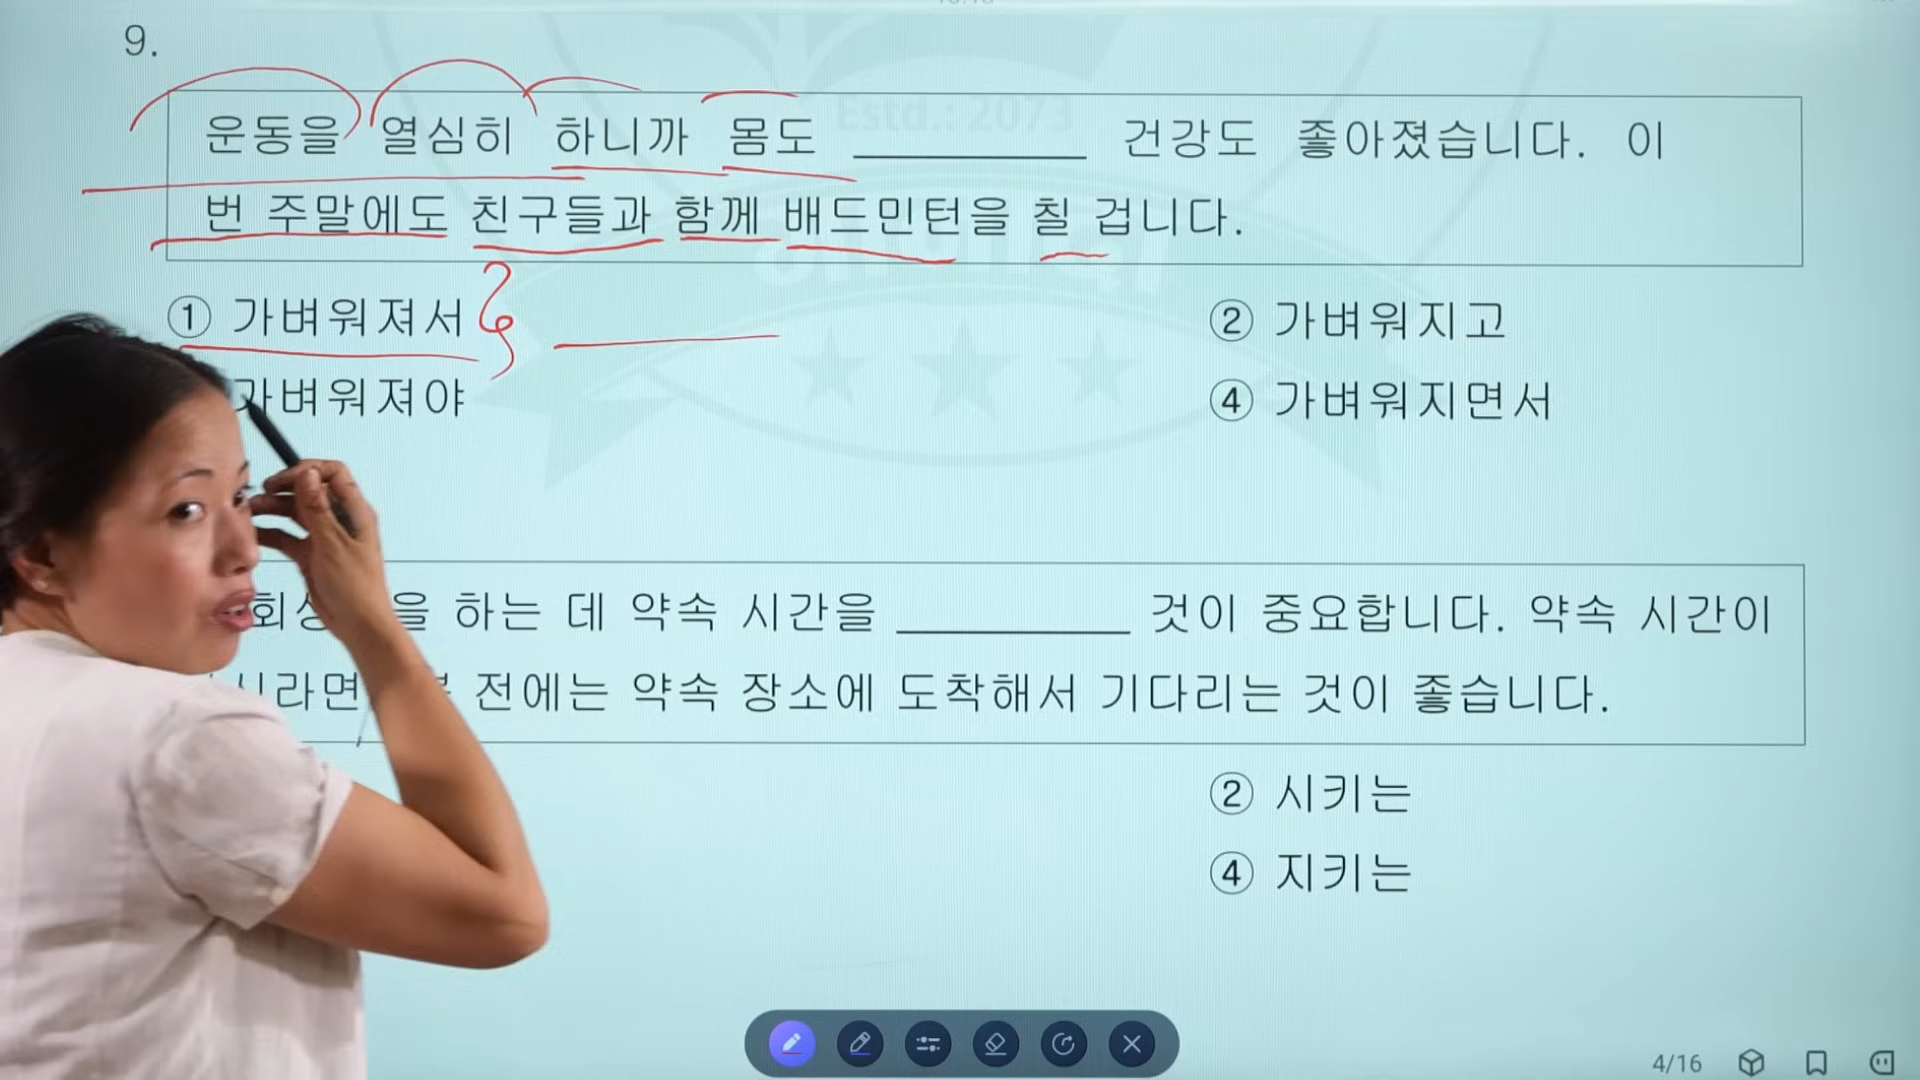 9.
Estd.: 2073
운동을 열심히 하니까 몸도 __________ 건강도 좋아졌습니다. 이
번 주말에도 친구들과 함께 배드민턴을 칠 겁니다.
① 가벼워져서
② 가벼워지고
가벼워져야
④ 가벼워지면서
을 하는 데 약속 시간을 __________ 것이 중요합니다. 약속 시간이
전에는 약속 장소에 도착해서 기다리는 것이 좋습니다.
② 시키는
④ 지키는
4/16